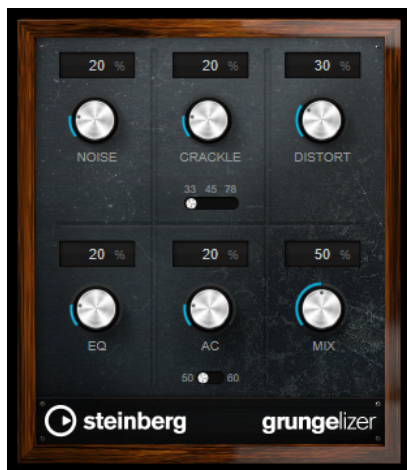 20 % 20 % 30 %
NOISE CRACKLE DISTORT
33 45 78
20 % 20 % 50 %
EQ AC MIX
50 60
steinberg grungelizer